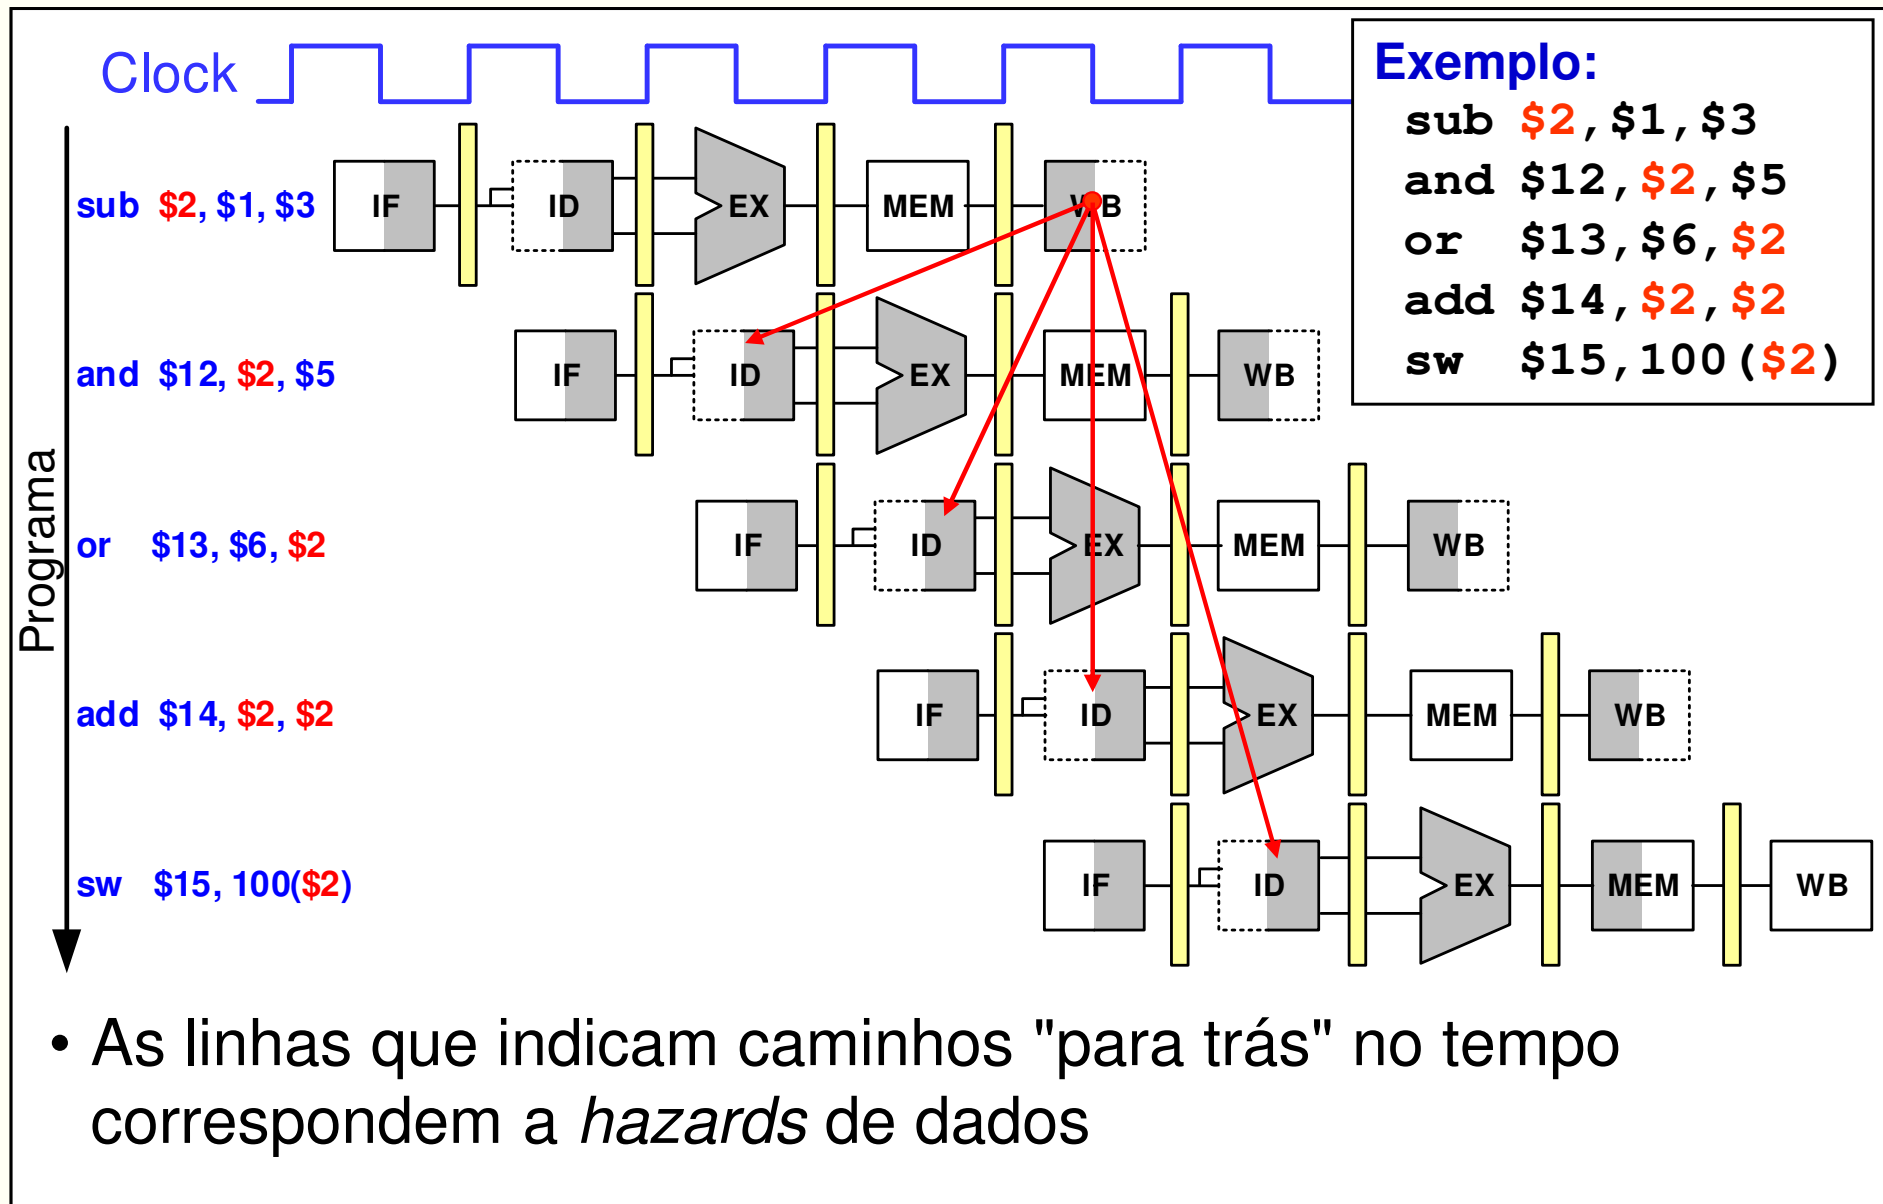 Clock
Exemplo:
sub $2,$1,$3
and $12,$2,$5
or $13,$6,$2
add $14,$2,$2
sw $15,100($2)
Programa
sub $2, $1, $3 IF ID EX MEM WB
and $12, $2, $5 IF ID EX MEM WB
or $13, $6, $2 IF ID EX MEM WB
add $14, $2, $2 IF ID EX MEM WB
sw $15, 100($2) IF ID EX MEM WB
• As linhas que indicam caminhos "para trás" no tempo
correspondem a hazards de dados